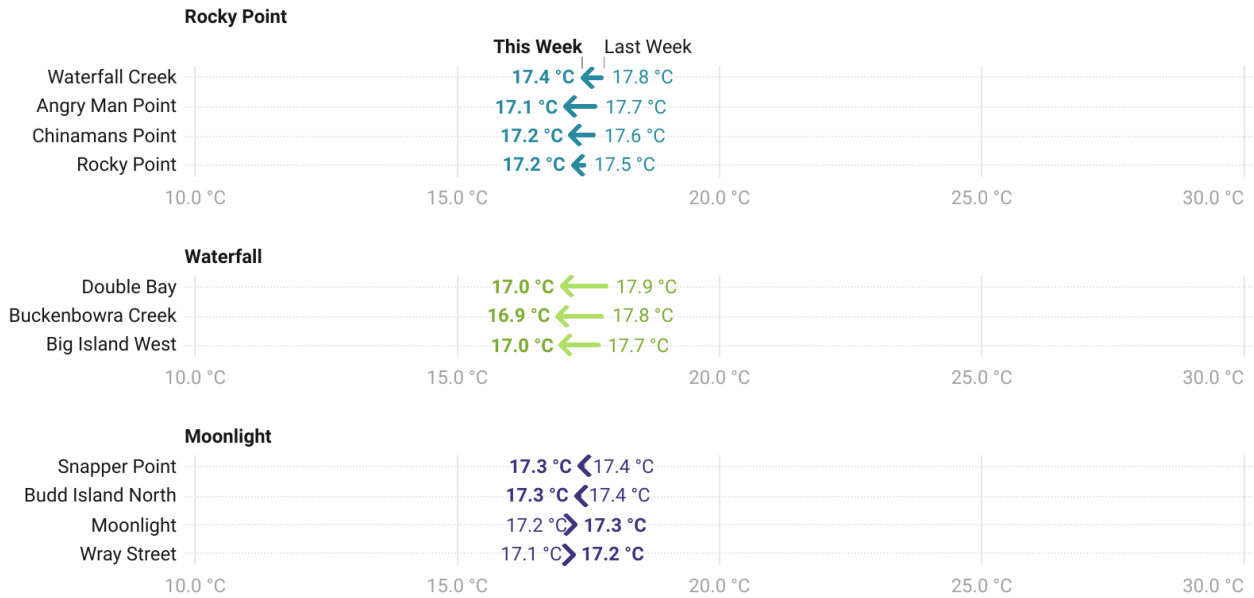 Rocky Point
This Week Last Week
Waterfall Creek 17.4 °C 17.8 °C
Angry Man Point 17.1 °C 17.7 °C
Chinamans Point 17.2 °C 17.6 °C
Rocky Point 17.2 °C 17.5 °C
10.0 °C 15.0 °C 20.0 °C 25.0 °C 30.0 °C
Waterfall
Double Bay 17.0 °C 17.9 °C
Buckenbowra Creek 16.9 °C 17.8 °C
Big Island West 17.0 °C 17.7 °C
10.0 °C 15.0 °C 20.0 °C 25.0 °C 30.0 °C
Moonlight
Snapper Point 17.3 °C 17.4 °C
Budd Island North 17.3 °C 17.4 °C
Moonlight 17.2 °C 17.3 °C
Wray Street 17.1 °C 17.2 °C
10.0 °C 15.0 °C 20.0 °C 25.0 °C 30.0 °C